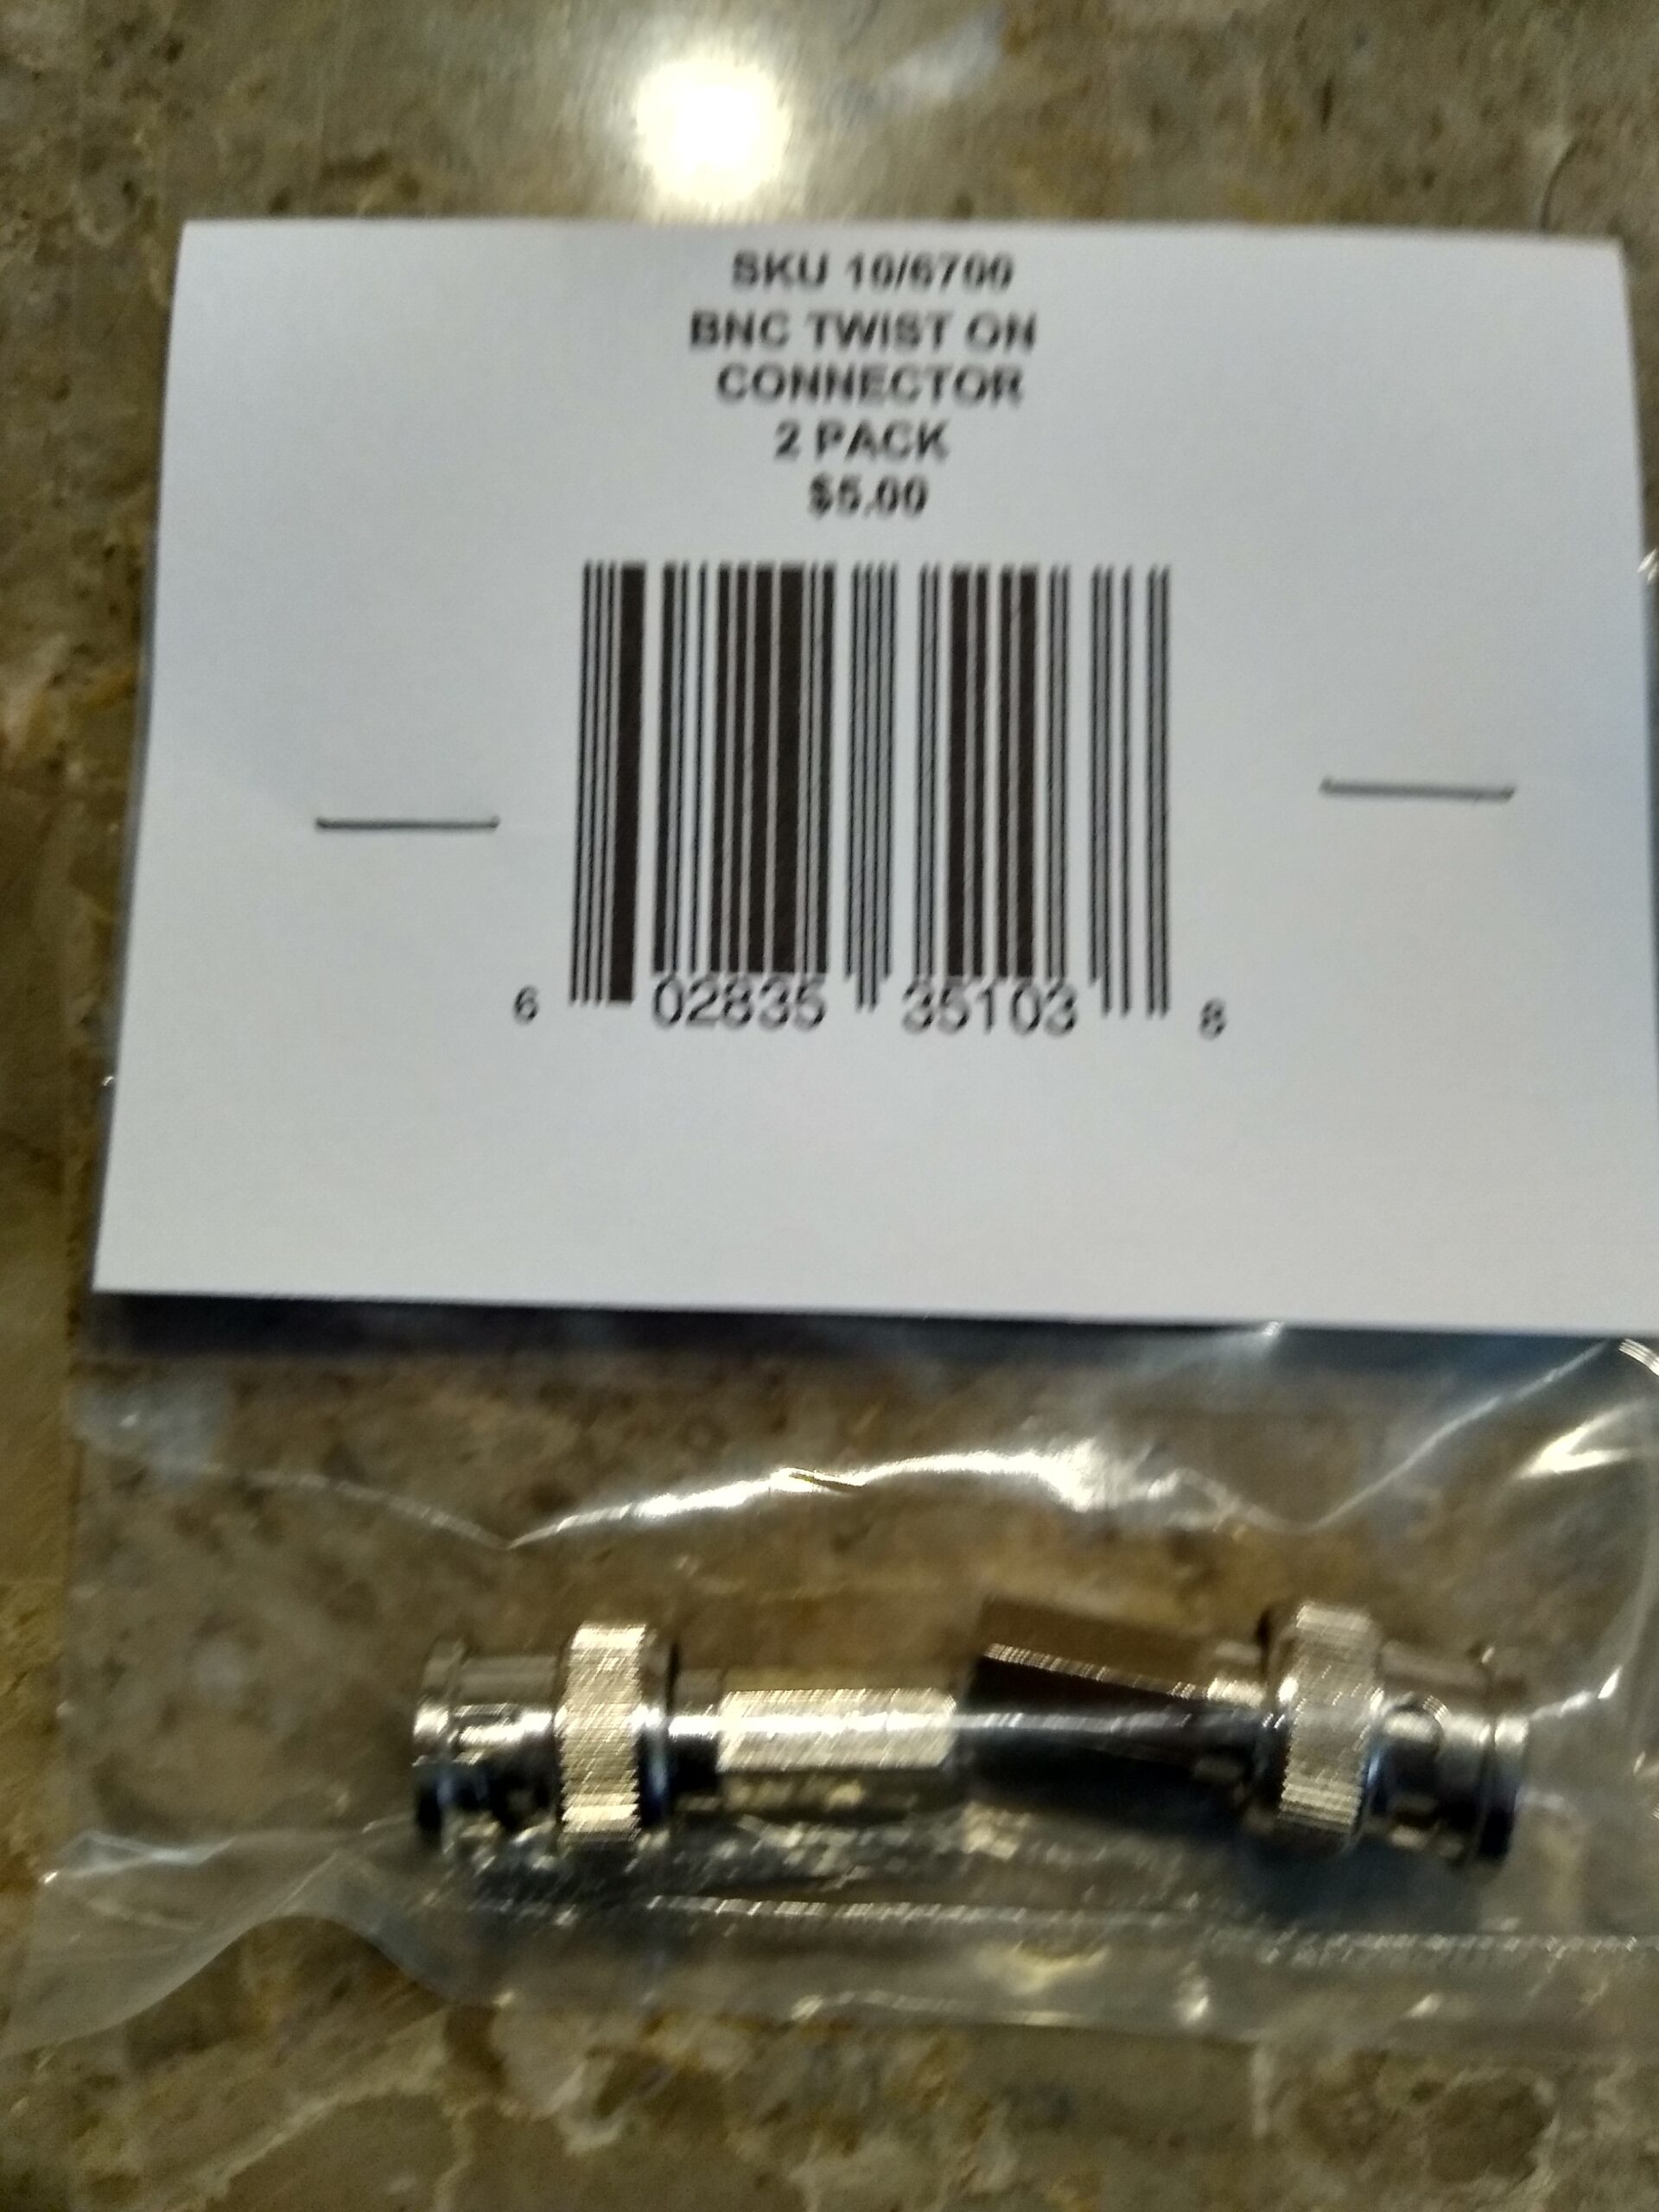 SKU 10/6700
BNC TWIST ON
CONNECTOR
2 PACK
$5.00
6 02835 35103 8